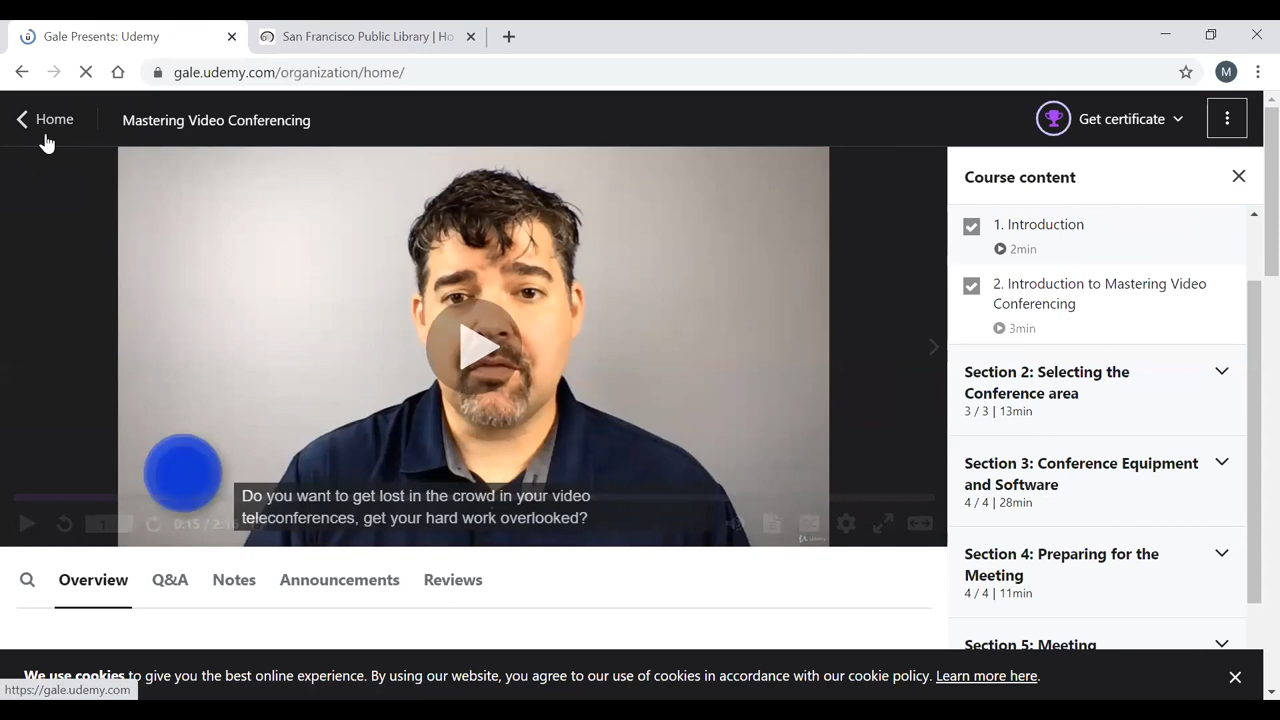 Gale Presents: Udemy
San Francisco Public Library | Ho
gale.udemy.com/organization/home/
M
Home
Mastering Video Conferencing
Get certificate
Course content
1. Introduction
2min
2. Introduction to Mastering Video
Conferencing
3min
Section 2: Selecting the
Conference area
3 / 3 | 13min
Section 3: Conference Equipment
and Software
4 / 4 | 28min
Section 4: Preparing for the
Meeting
4 / 4 | 11min
Section 5: Meeting
Do you want to get lost in the crowd in your video
teleconferences, get your hard work overlooked?
udemy
Overview
Q&A
Notes
Announcements
Reviews
We use cookies to give you the best online experience. By using our website, you agree to our use of cookies in accordance with our cookie policy. Learn more here.
https://gale.udemy.com